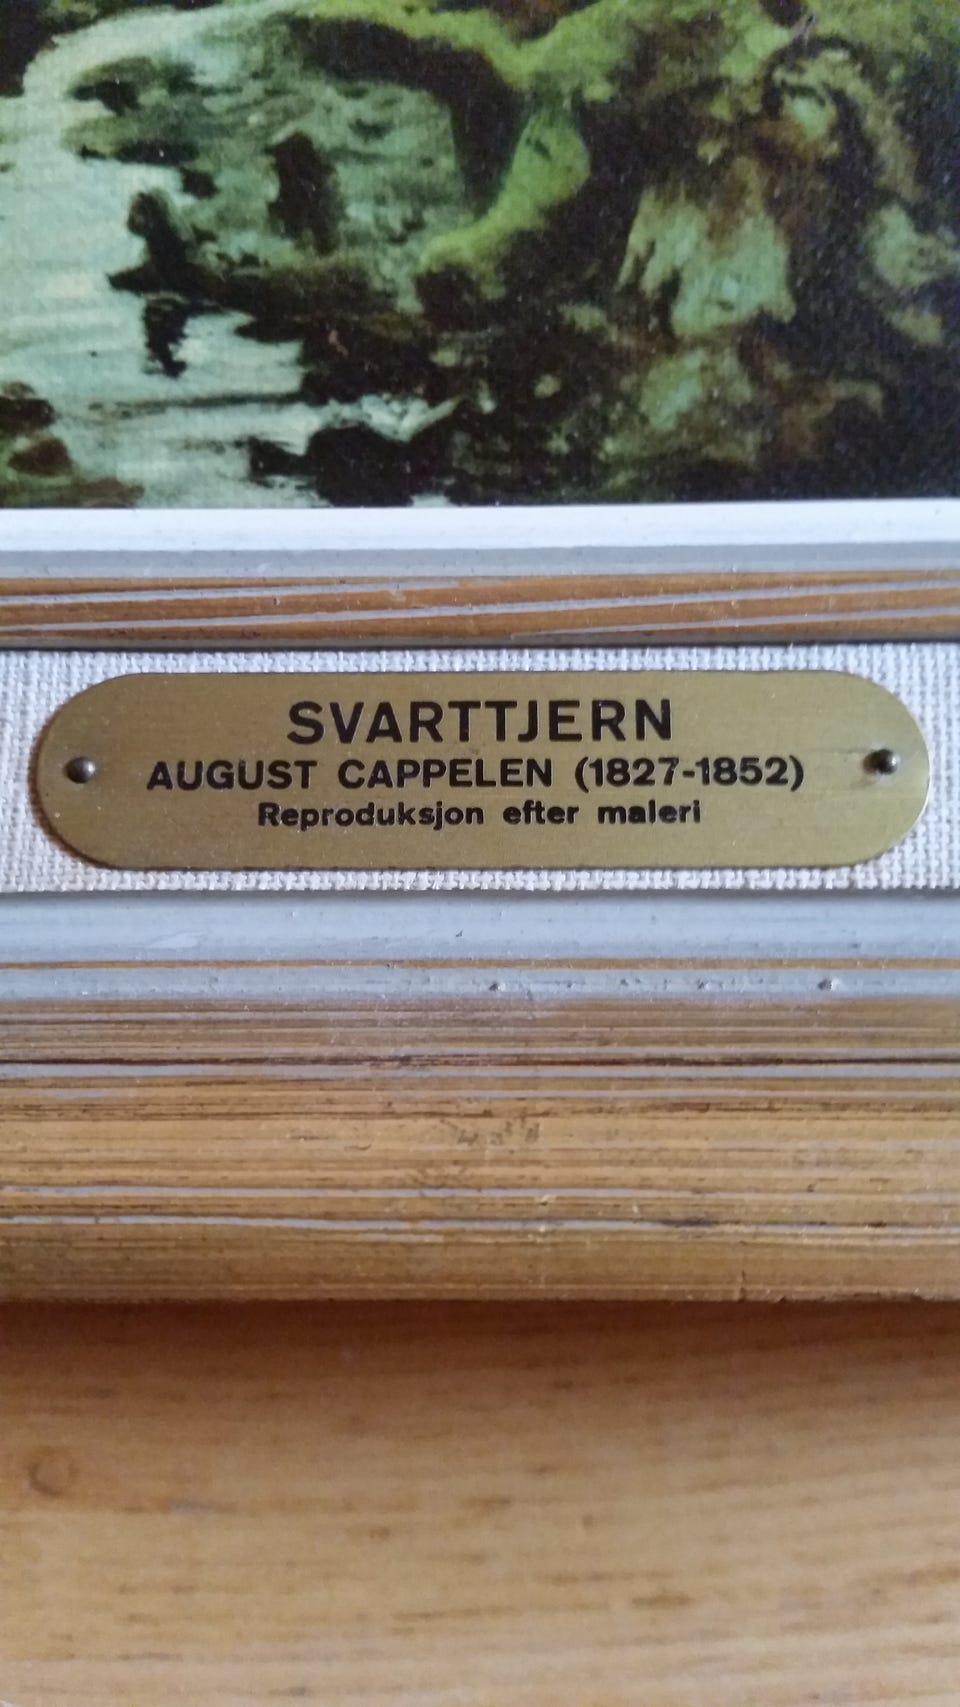 SVARTTJERN
AUGUST CAPPELEN (1827-1852)
Reproduksjon efter maleri